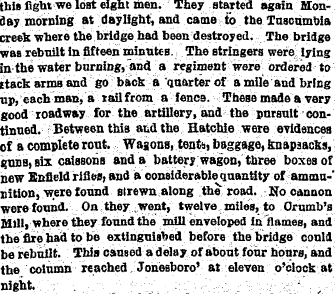 this fight we lost eight men. They started again Mon-
day morning at daylight, and came to the Tuscumbia
creek where the bridge had been destroyed. The bridge
was rebuilt in fifteen minutes. The stringers were lying
in the water burning, and a regiment were ordered to
stack arms and go back a quarter of a mile and bring
up, each man, a rail from a fence. These made a very
good roadway for the artillery, and the pursuit con-
tinued. Between this and the Hatchie were evidences
of a complete rout. Wagons, tents, baggage, knapsacks,
guns, six caissons and a battery wagon, three boxes of
new Enfield rifles, and a considerable quantity of ammu-
nition, were found strewn along the road. No cannon
were found. On they went, twelve miles, to Crumb's
Mill, where they found the mill enveloped in flames, and
the fire had to be extinguished before the bridge could
be rebuilt. This caused a delay of about four hours, and
the column reached Jonesboro' at eleven o'clock at
night.